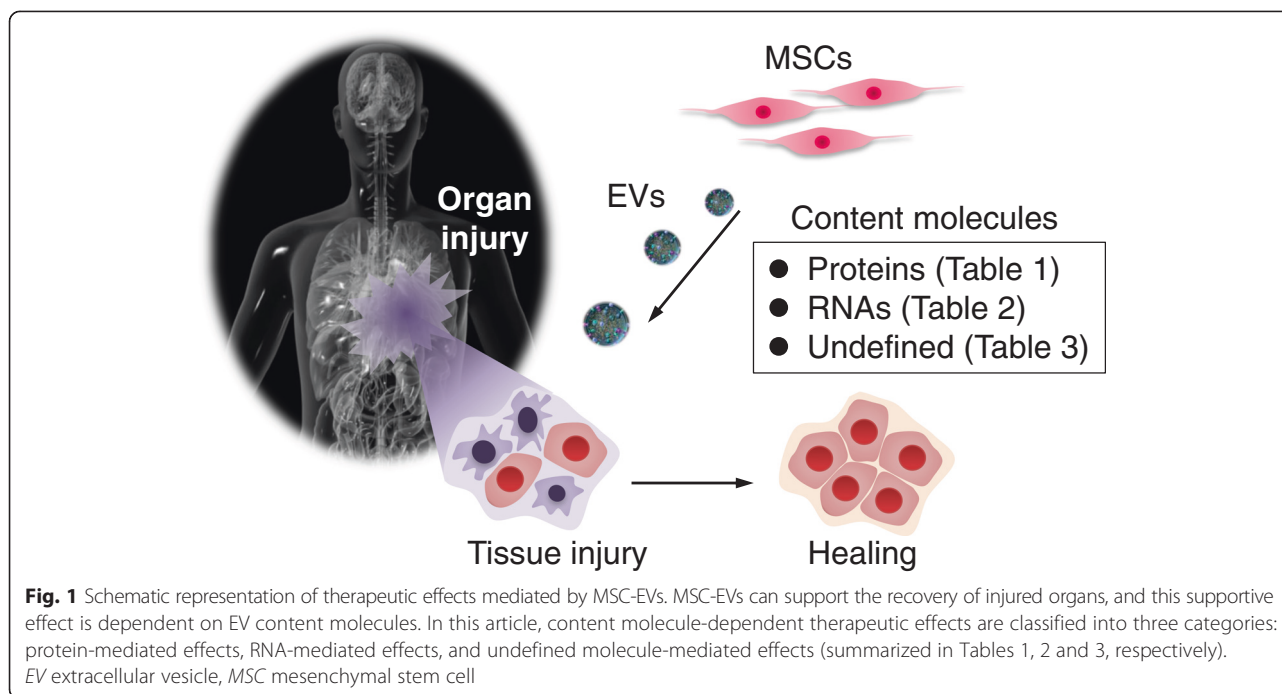 MSCs
EVs
Organ
injury
Content molecules
● Proteins (Table 1)
● RNAs (Table 2)
● Undefined (Table 3)
Tissue injury
Healing
Fig. 1 Schematic representation of therapeutic effects mediated by MSC-EVs. MSC-EVs can support the recovery of injured organs, and this supportive
effect is dependent on EV content molecules. In this article, content molecule-dependent therapeutic effects are classified into three categories:
protein-mediated effects, RNA-mediated effects, and undefined molecule-mediated effects (summarized in Tables 1, 2 and 3, respectively).
EV extracellular vesicle, MSC mesenchymal stem cell